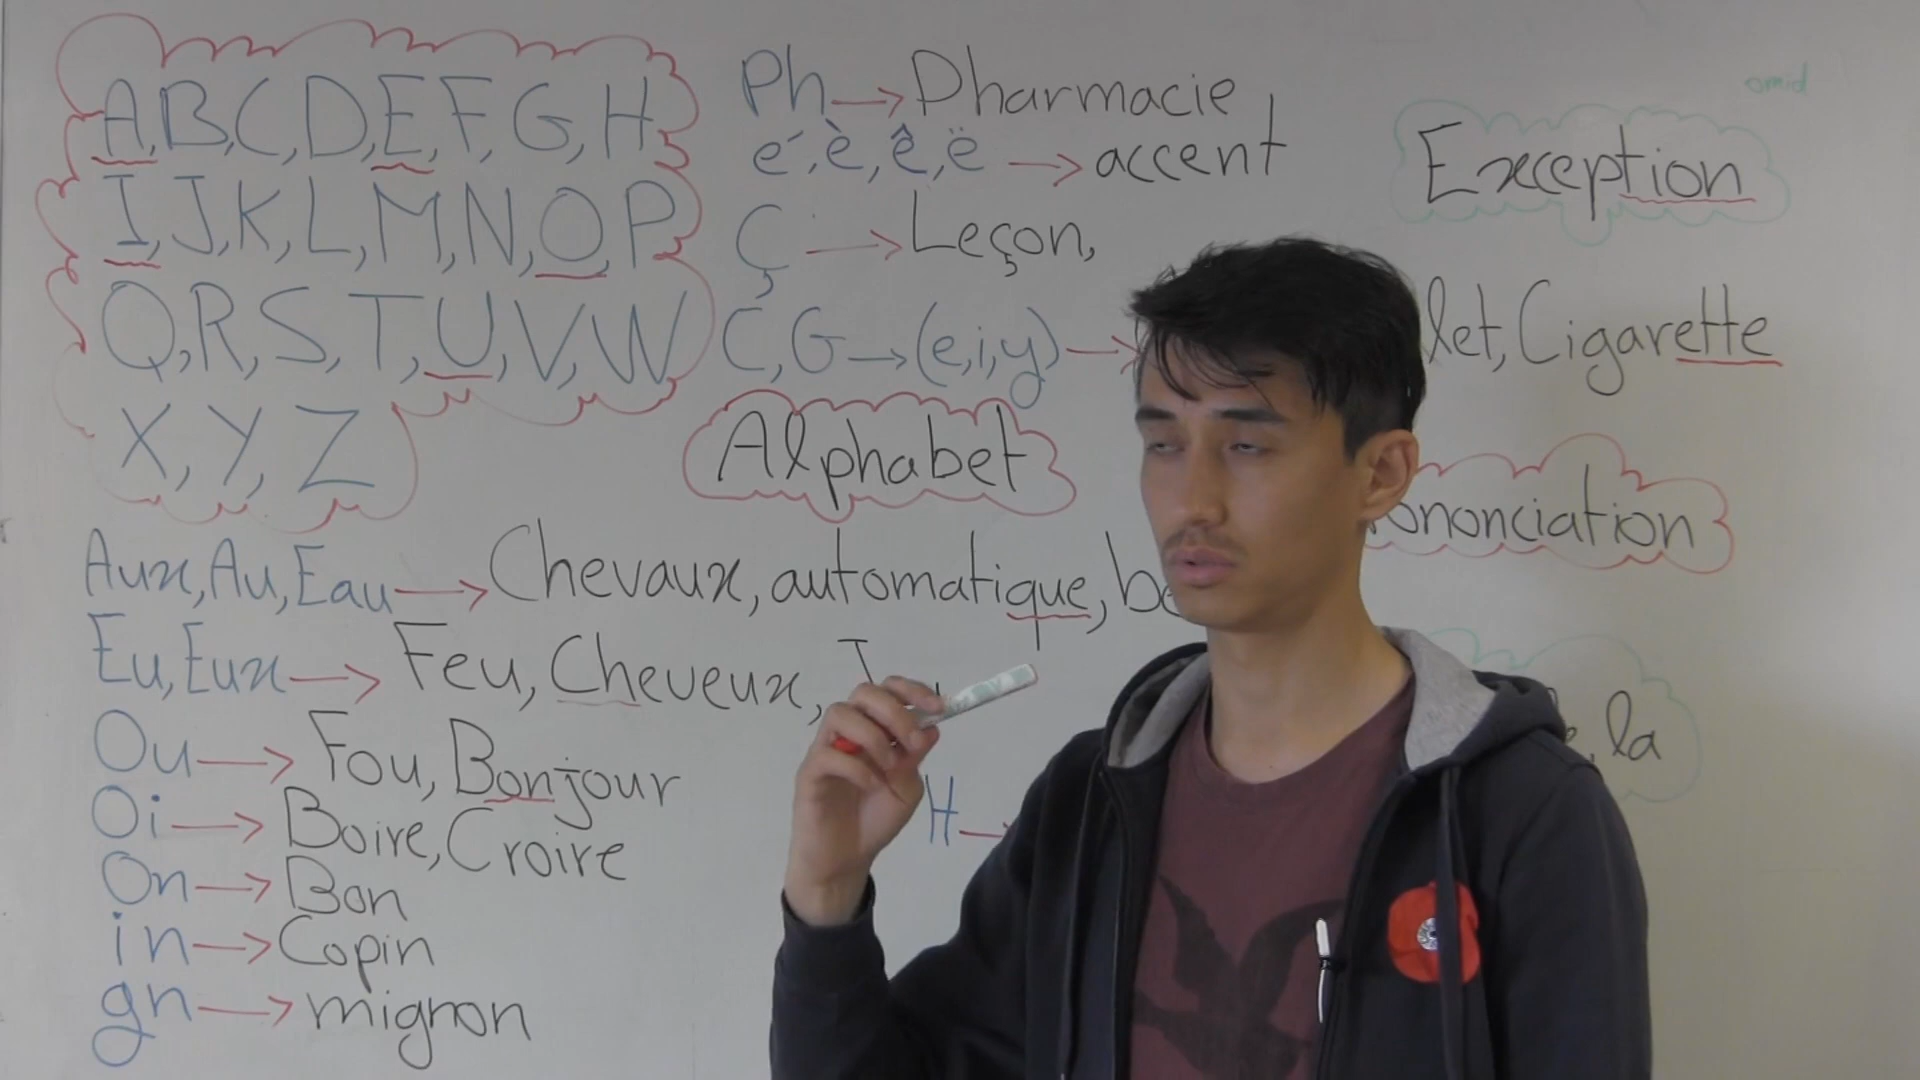 A, B, C, D, E, F, G, H
I, J, K, L, M, N, O, P
Q, R, S, T, U, V, W
X, Y, Z
Ph → Pharmacie
é, è, ê, ë → accent
Ç → Leçon,
C, G → (e,i,y) → let, Cigarette
Alphabet
omid
Exception
ononciation
Aux, Au, Eau → Chevaux, automatique, be
Eu, Eux → Feu, Cheveux,
Ou → Fou, Bonjour
Oi → Boire, Croire
On → Bon
in → Copin
gn → mignon
H →
, la